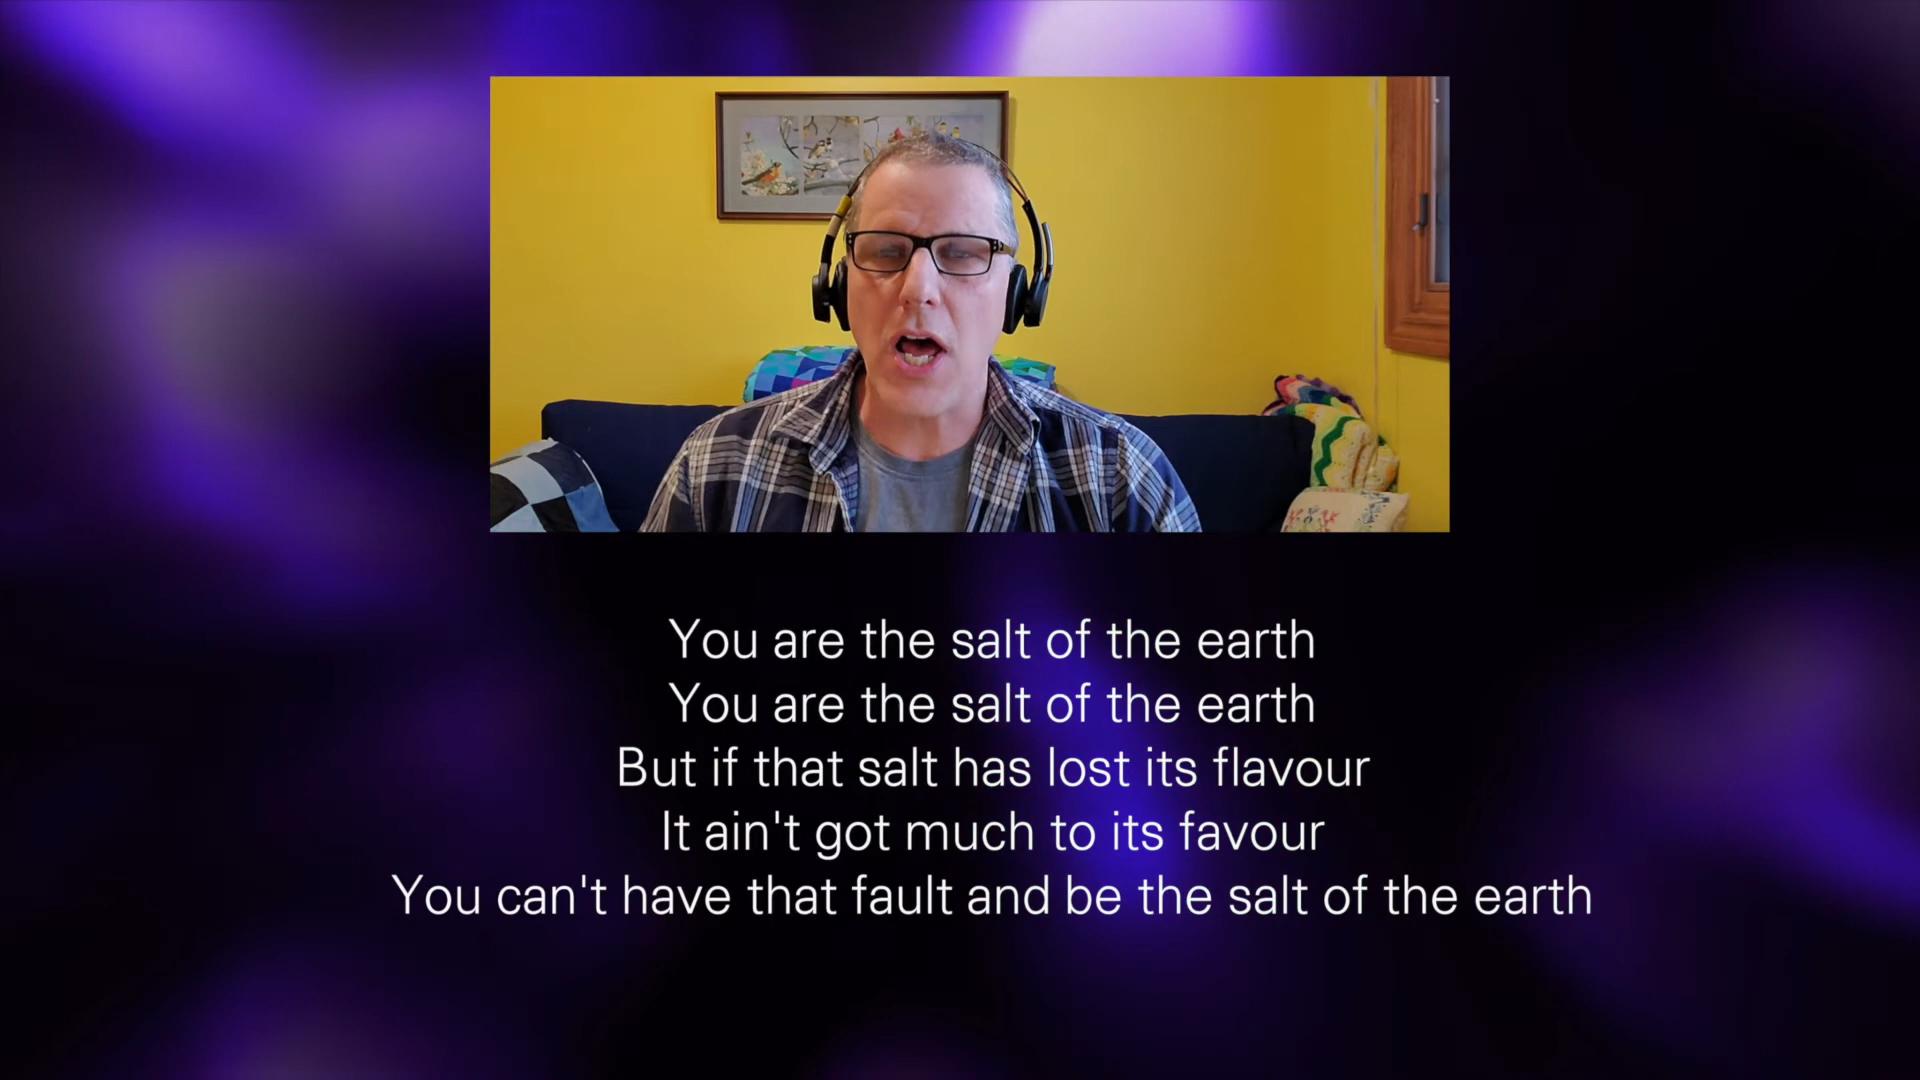 You are the salt of the earth
You are the salt of the earth
But if that salt has lost its flavour
It ain't got much to its favour
You can't have that fault and be the salt of the earth